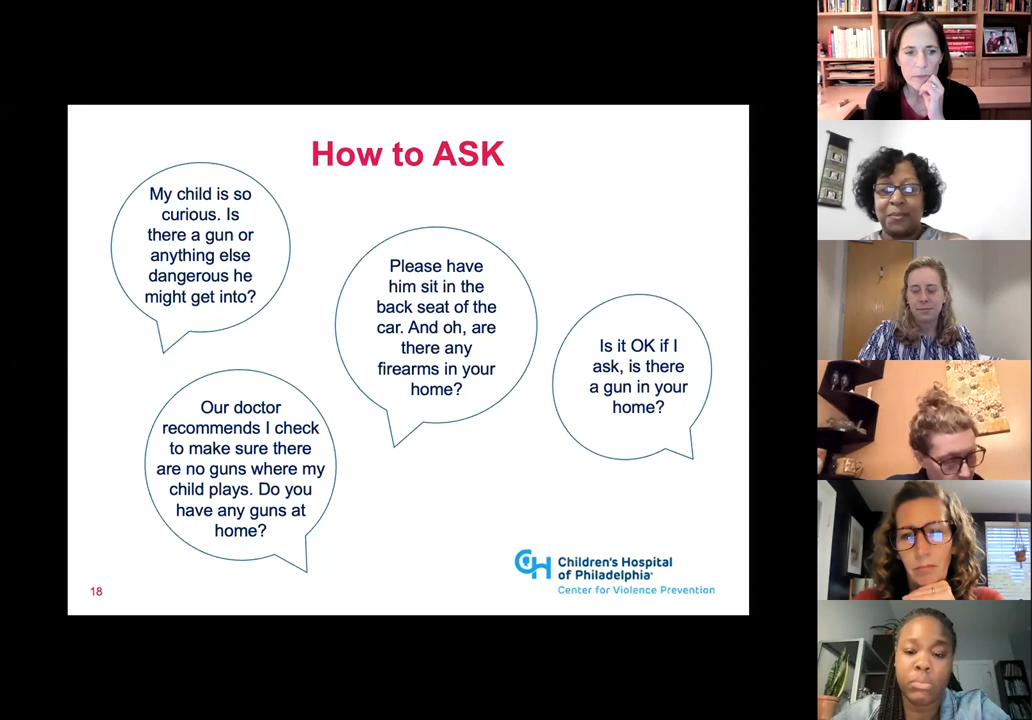 How to ASK
My child is so
curious. Is
there a gun or
anything else
dangerous he
might get into?
Please have
him sit in the
back seat of the
car. And oh, are
there any
firearms in your
home?
Is it OK if I
ask, is there
a gun in your
home?
Our doctor
recommends I check
to make sure there
are no guns where my
child plays. Do you
have any guns at
home?
CH
Children's Hospital
of Philadelphia
Center for Violence Prevention
18